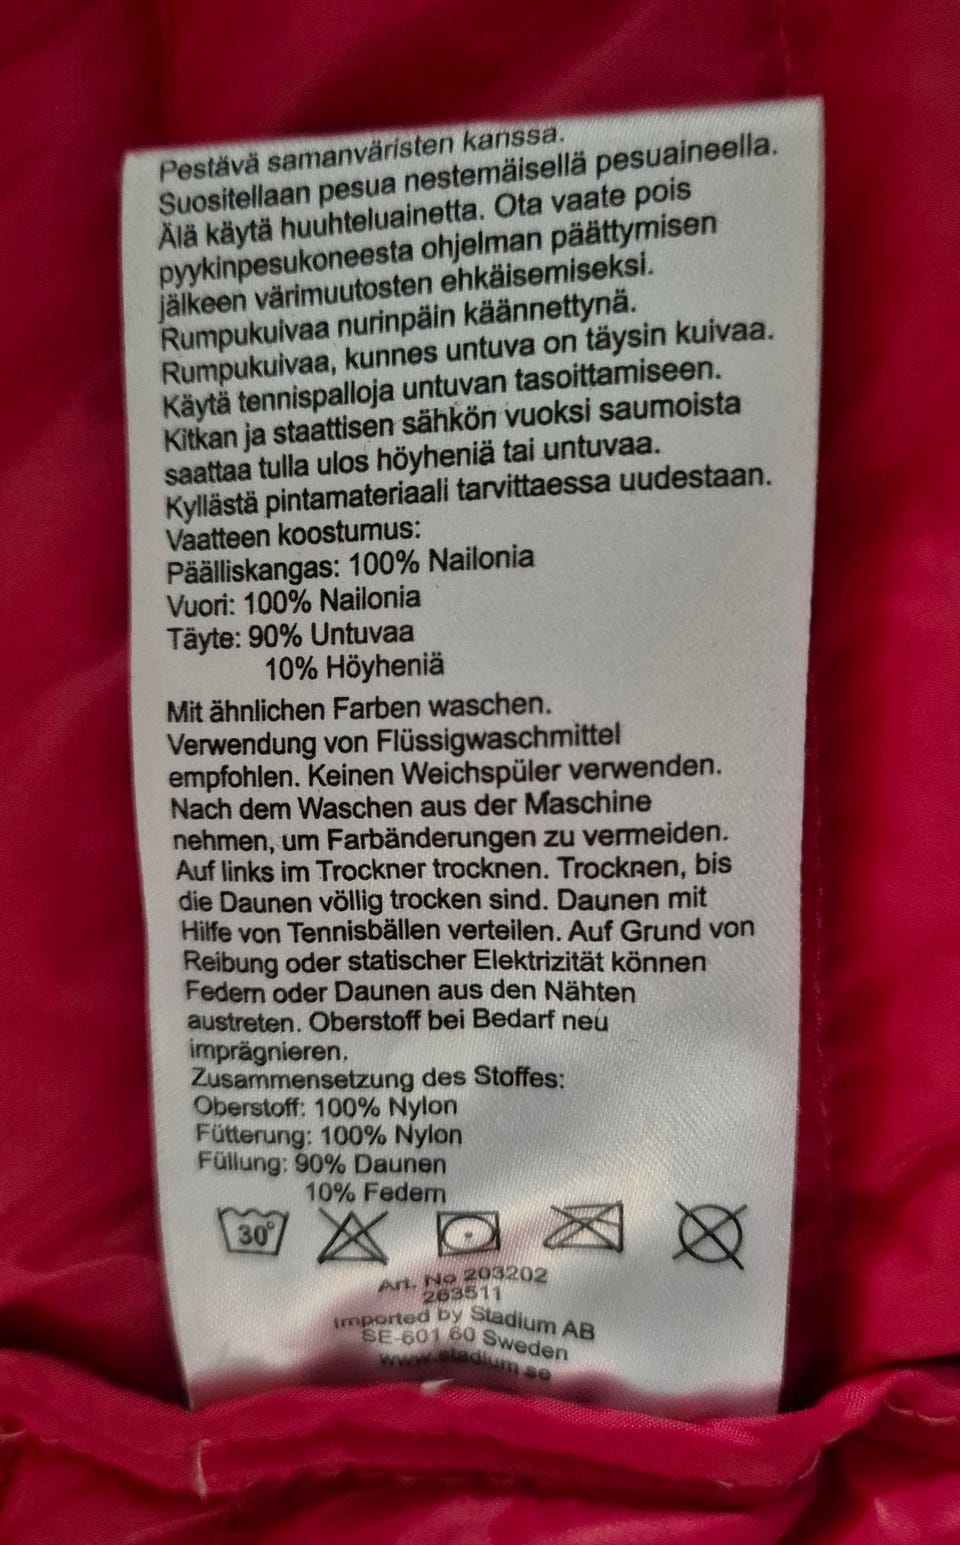 Pestävä samanväristen kanssa.
Suositellaan pesua nestemäisellä pesuaineella.
Älä käytä huuhteluainetta. Ota vaate pois
pyykinpesukoneesta ohjelman päättymisen
jälkeen värimuutosten ehkäisemiseksi.
Rumpukuivaa nurinpäin käännettynä.
Rumpukuivaa, kunnes untuva on täysin kuivaa.
Käytä tennispalloja untuvan tasoittamiseen.
Kitkan ja staattisen sähkön vuoksi saumoista
saattaa tulla ulos höyheniä tai untuvaa.
Kyllästä pintamateriaali tarvittaessa uudestaan.
Vaatteen koostumus:
Päälliskangas: 100% Nailonia
Vuori: 100% Nailonia
Täyte: 90% Untuvaa
10% Höyheniä
Mit ähnlichen Farben waschen.
Verwendung von Flüssigwaschmittel
empfohlen. Keinen Weichspüler verwenden.
Nach dem Waschen aus der Maschine
nehmen, um Farbänderungen zu vermeiden.
Auf links im Trockner trocknen. Trocknen, bis
die Daunen völlig trocken sind. Daunen mit
Hilfe von Tennisbällen verteilen. Auf Grund von
Reibung oder statischer Elektrizität können
Federn oder Daunen aus den Nähten
austreten. Oberstoff bei Bedarf neu
imprägnieren.
Zusammensetzung des Stoffes:
Oberstoff: 100% Nylon
Fütterung: 100% Nylon
Füllung: 90% Daunen
10% Federn
30°
Art. No 203202
263511
Imported by Stadium AB
SE-601 60 Sweden
www.stadium.se